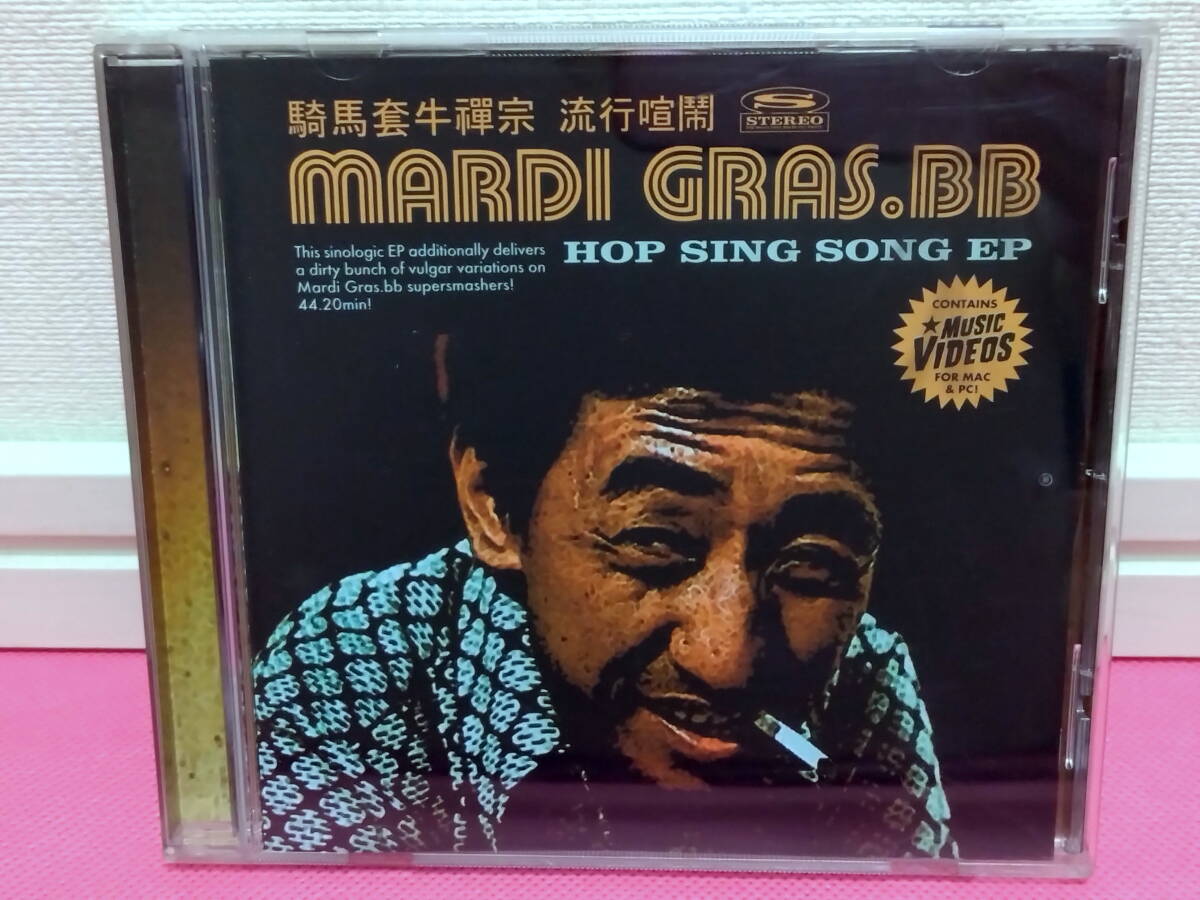 騎馬套牛禪宗 流行喧鬧
S
STEREO
MARDI GRAS.BB
HOP SING SONG EP
This sinologic EP additionally delivers
a dirty bunch of vulgar variations on
Mardi Gras.bb supersmashers!
44.20min!
CONTAINS
MUSIC
VIDEOS
FOR MAC
& PC!